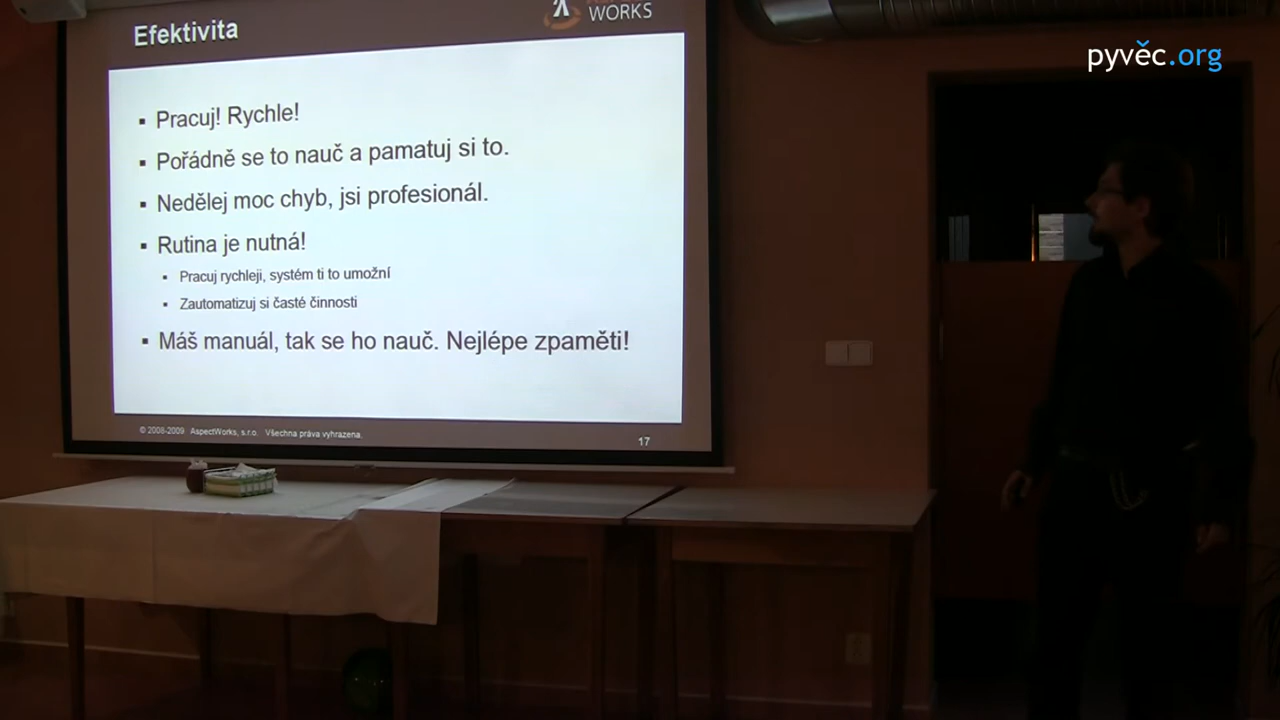 Efektivita
WORKS
pyvěc.org
Pracuj! Rychle!
Pořádně se to nauč a pamatuj si to.
Nedělej moc chyb, jsi profesionál.
Rutina je nutná!
Pracuj rychleji, systém ti to umožní
Zautomatizuj si časté činnosti
Máš manuál, tak se ho nauč. Nejlépe zpaměti!
© 2008-2009 AspectWorks, s.r.o. Všechna práva vyhrazena.
17